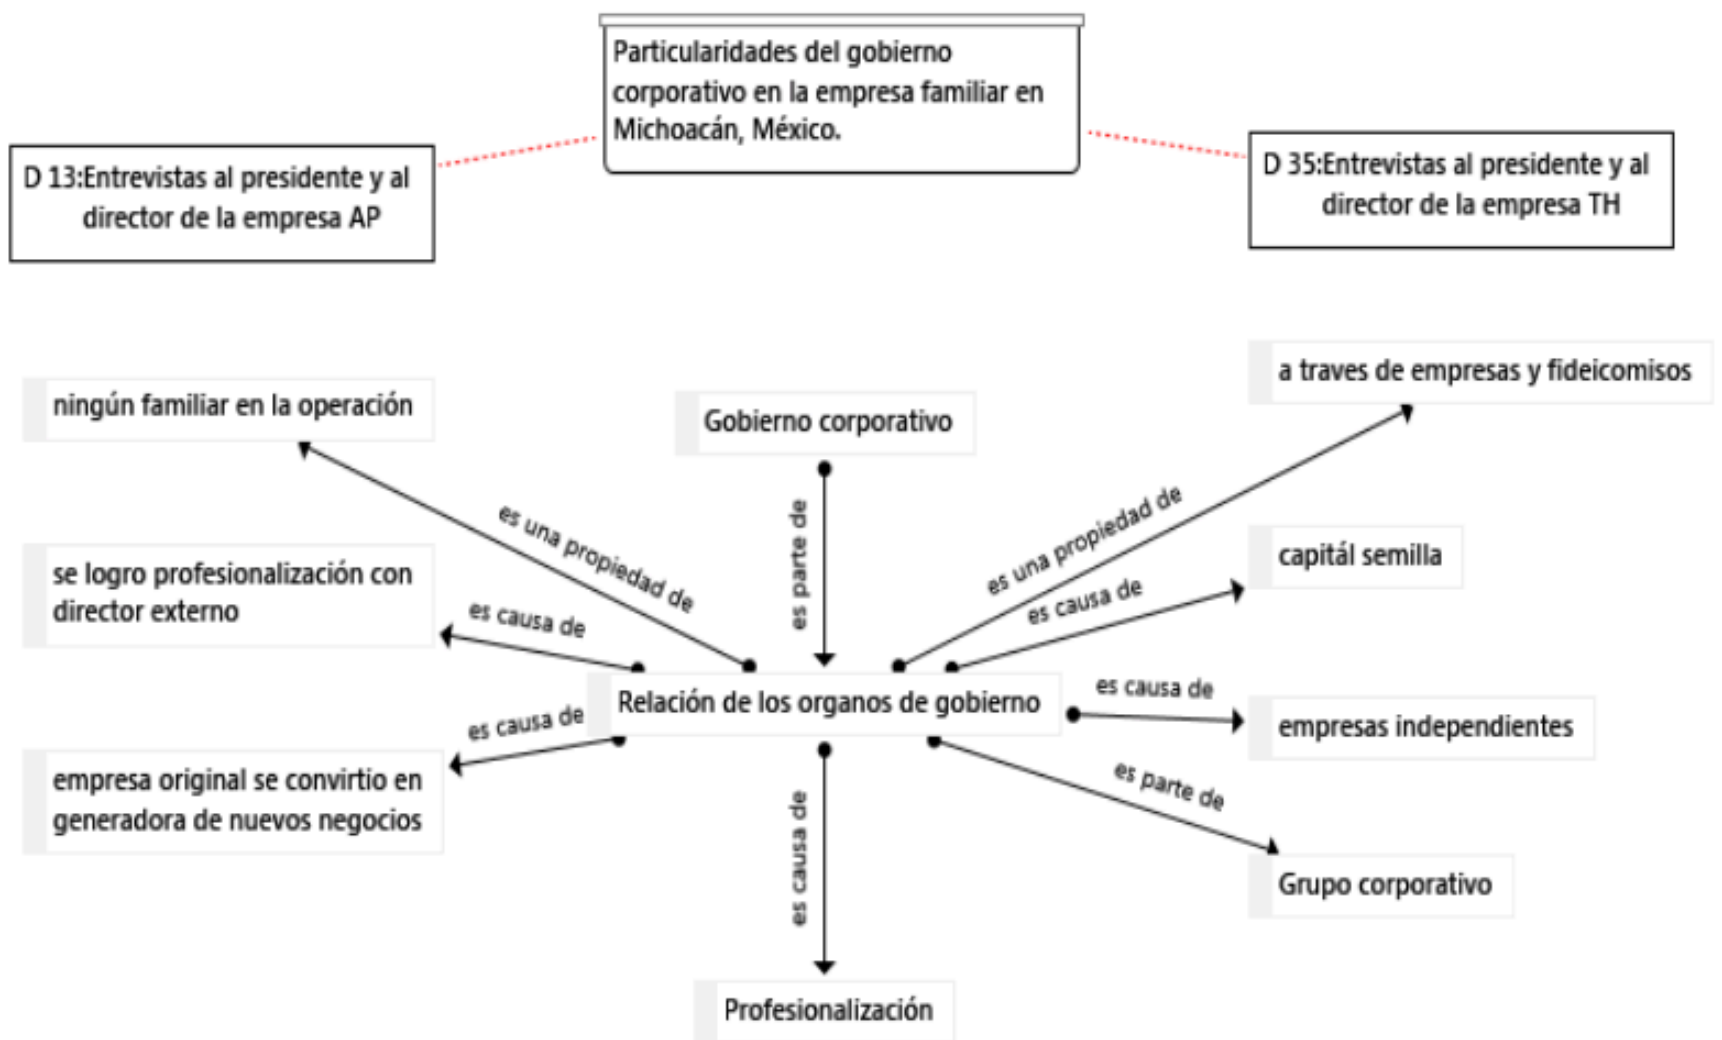 Particularidades del gobierno
corporativo en la empresa familiar en
Michoacán, México.
D 13:Entrevistas al presidente y al
director de la empresa AP
D 35:Entrevistas al presidente y al
director de la empresa TH
ningún familiar en la operación
Gobierno corporativo
a traves de empresas y fideicomisos
es una propiedad de
es parte de
es una propiedad de
capitál semilla
se logro profesionalización con
director externo
es causa de
es causa de
Relación de los organos de gobierno
es causa de
empresas independientes
es causa de
empresa original se convirtio en
generadora de nuevos negocios
es causa de
es parte de
Grupo corporativo
Profesionalización